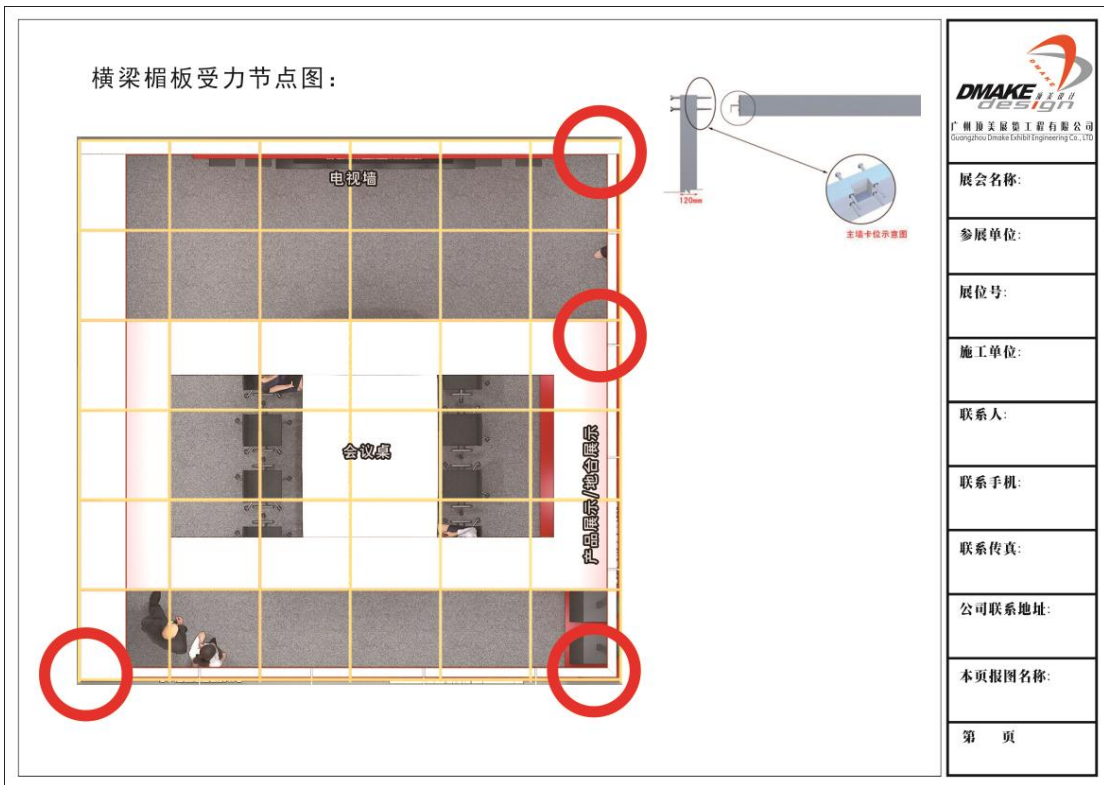 横梁楣板受力节点图：
电视墙
会议桌
产品展示/地台展示
120mm
主墙卡位示意图
DMAKE
DMAKE 顶美设计
design
广州顶美展览工程有限公司
Guangzhou Dmake Exhibit Engineering Co., LTD
展会名称:
参展单位:
展位号:
施工单位:
联系人:
联系手机:
联系传真:
公司联系地址:
本页报图名称:
第 页